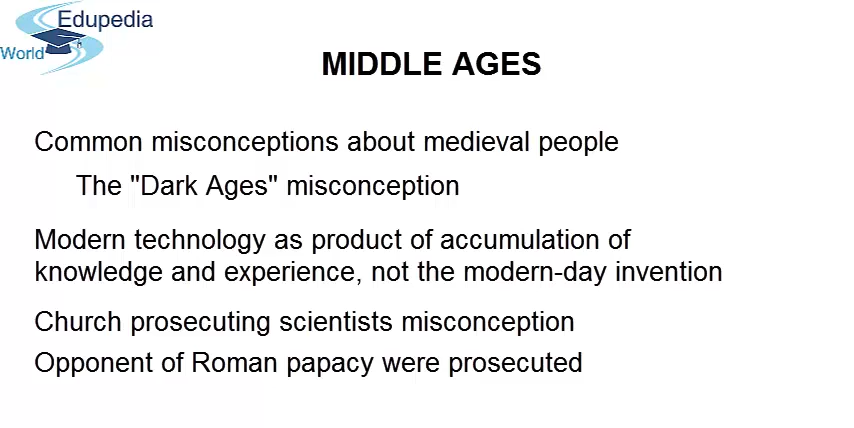 Edupedia
World
MIDDLE AGES
Common misconceptions about medieval people
The "Dark Ages" misconception
Modern technology as product of accumulation of
knowledge and experience, not the modern-day invention
Church prosecuting scientists misconception
Opponent of Roman papacy were prosecuted